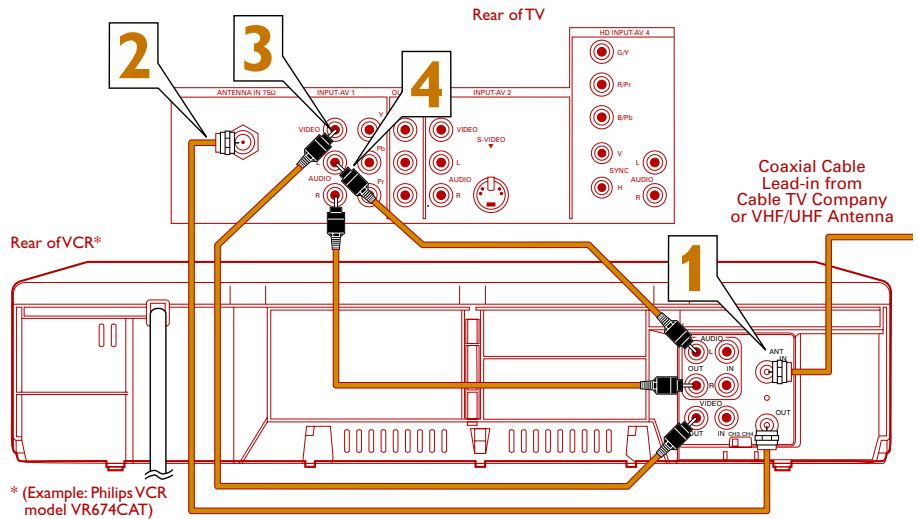 Rear of TV
HD INPUT-AV 4
G/Y
R/Pr
B/Pb
V
SYNC
H
L
AUDIO
R
2
3
4
ANTENNA IN 75Ω
INPUT-AV 1
OU
INPUT-AV 2
VIDEO
Y
L
Pb
AUDIO
R
Pr
VIDEO
S-VIDEO
L
AUDIO
R
Coaxial Cable
Lead-in from
Cable TV Company
or VHF/UHF Antenna
Rear of VCR*
1
AUDIO
L
OUT
IN
R
VIDEO
OUT
IN
CH3 CH4
ANT
IN
OUT
* (Example: Philips VCR
model VR674CAT)